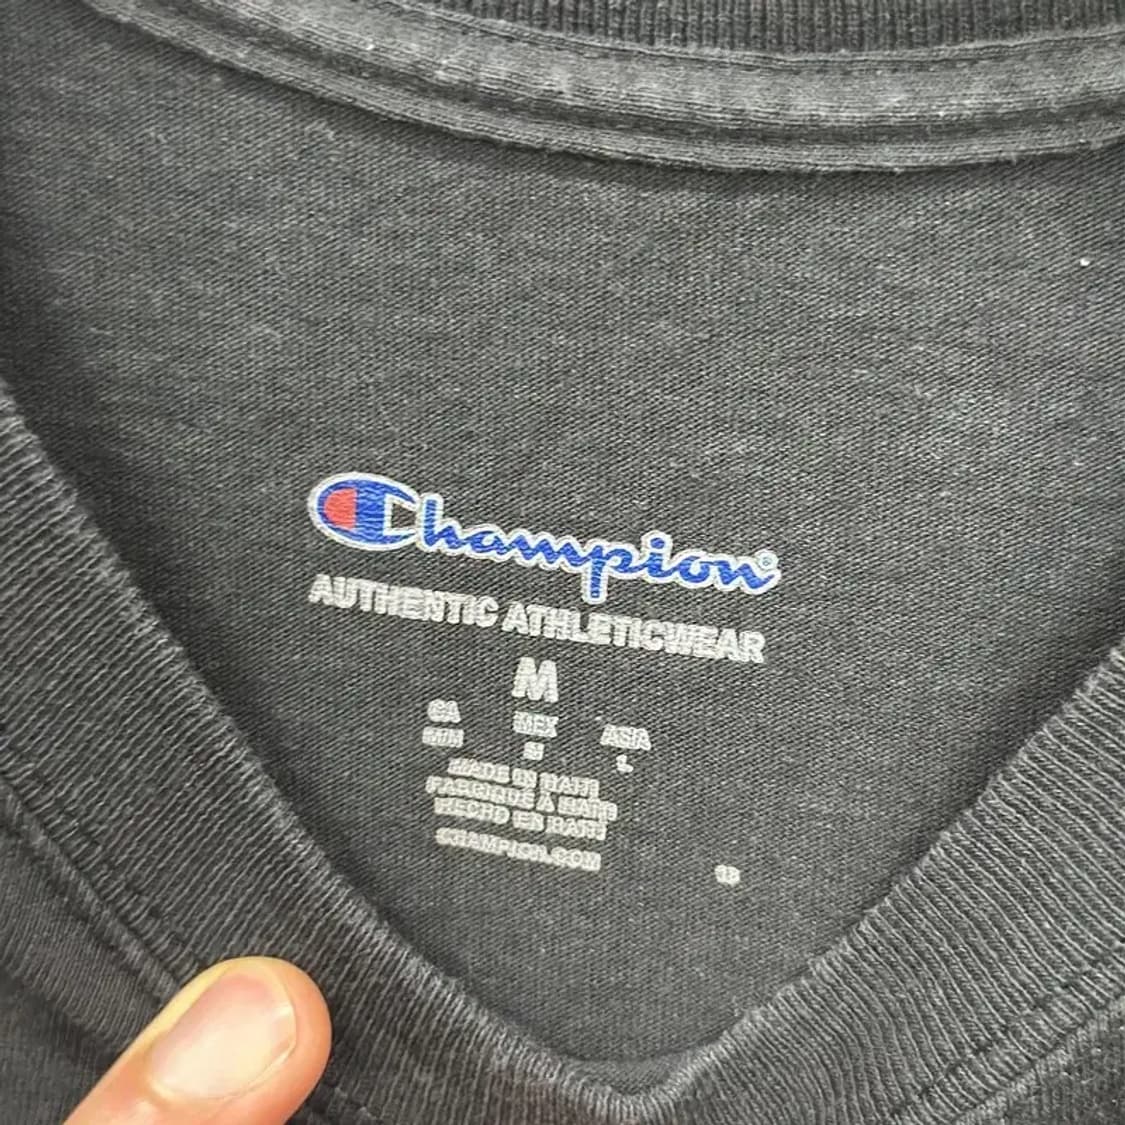 Champion®
AUTHENTIC ATHLETICWEAR
M
CA MEX ASIA
M/M M L
MADE IN HAITI
FABRIQUÉ À HAITI
HECHO EN HAITI
CHAMPION.COM